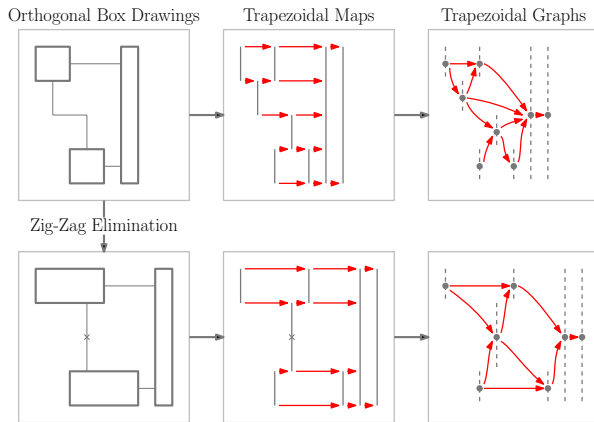 Orthogonal Box Drawings
Trapezoidal Maps
Trapezoidal Graphs
Zig-Zag Elimination